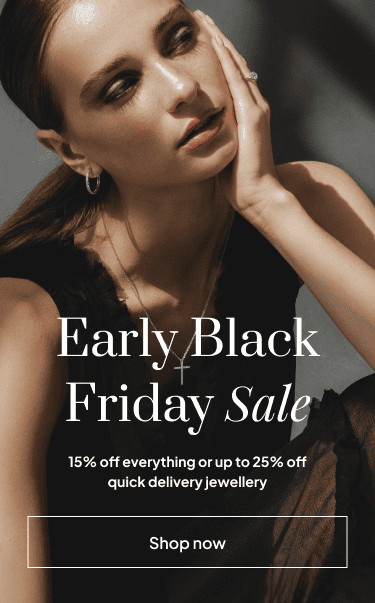 Early Black
Friday Sale
15% off everything or up to 25% off
quick delivery jewellery
Shop now